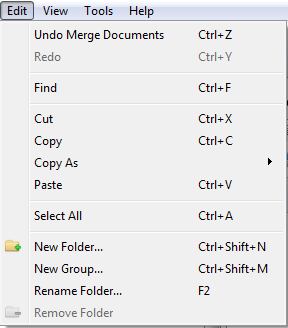 Edit View Tools Help
Undo Merge Documents Ctrl+Z
Redo Ctrl+Y
Find Ctrl+F
Cut Ctrl+X
Copy Ctrl+C
Copy As
Paste Ctrl+V
Select All Ctrl+A
New Folder... Ctrl+Shift+N
New Group... Ctrl+Shift+M
Rename Folder... F2
Remove Folder